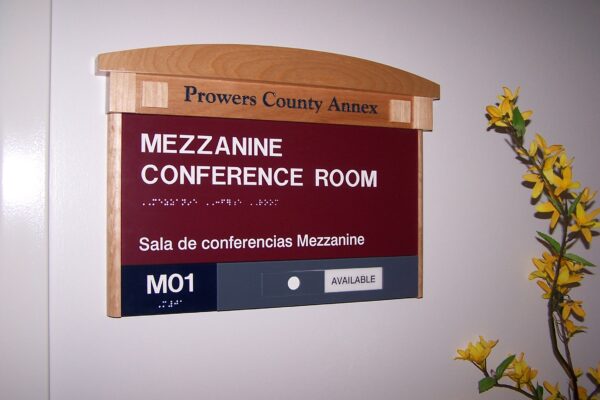 Prowers County Annex
MEZZANINE
CONFERENCE ROOM
Sala de conferencias Mezzanine
M01
AVAILABLE